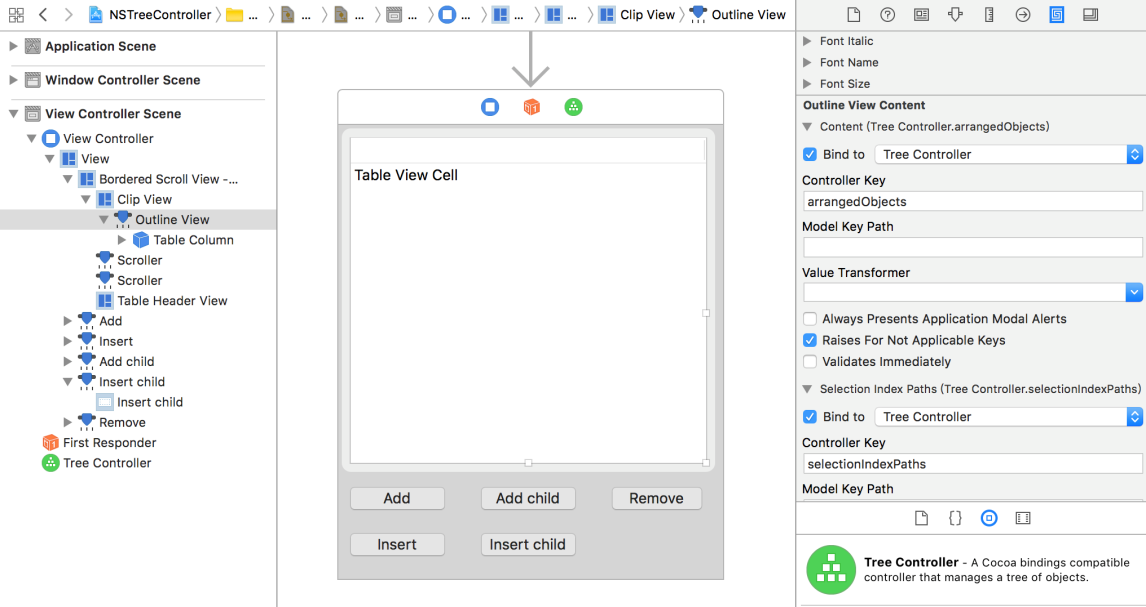 NSTreeController
...
...
...
...
...
...
...
Clip View
Outline View
Application Scene
Window Controller Scene
View Controller Scene
View Controller
View
Bordered Scroll View -...
Clip View
Outline View
Table Column
Scroller
Scroller
Table Header View
Add
Insert
Add child
Insert child
Insert child
Remove
First Responder
Tree Controller
1
Table View Cell
Add
Add child
Remove
Insert
Insert child
Font Italic
Font Name
Font Size
Outline View Content
Content (Tree Controller.arrangedObjects)
Bind to
Tree Controller
Controller Key
arrangedObjects
Model Key Path
Value Transformer
Always Presents Application Modal Alerts
Raises For Not Applicable Keys
Validates Immediately
Selection Index Paths (Tree Controller.selectionIndexPaths)
Bind to
Tree Controller
Controller Key
selectionIndexPaths
Model Key Path
{}
Tree Controller - A Cocoa bindings compatible
controller that manages a tree of objects.